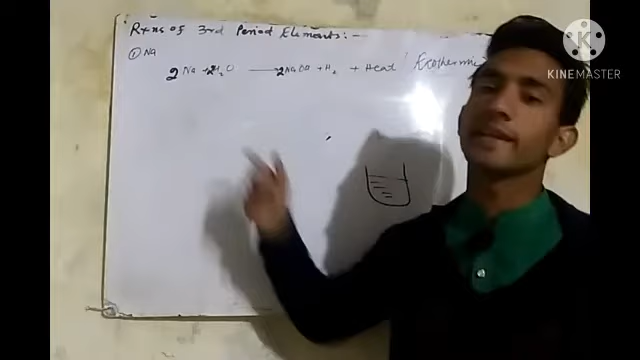 Rxns of 3rd Period Elements:-
① Na
2Na + 2H₂O ⟶ 2NaOH + H₂ + Heat (Exothermic
KINEMASTER